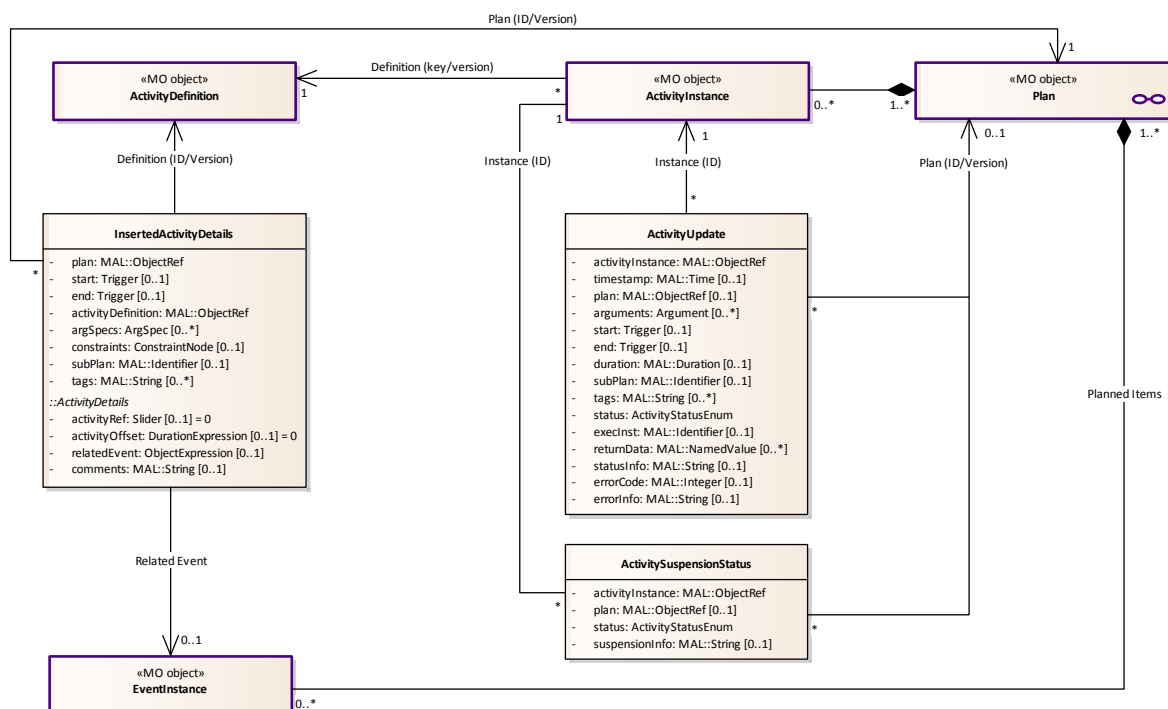 Plan (ID/Version)
1
«MO object»
ActivityDefinition
1
Definition (key/version)
*
«MO object»
ActivityInstance
1
0..*
1..*
«MO object»
Plan
0..1
1..*
Definition (ID/Version)
Instance (ID)
1
Instance (ID)
*
Plan (ID/Version)
*
InsertedActivityDetails
- plan: MAL::ObjectRef
- start: Trigger [0..1]
- end: Trigger [0..1]
- activityDefinition: MAL::ObjectRef
- argSpecs: ArgSpec [0..*]
- constraints: ConstraintNode [0..1]
- subPlan: MAL::Identifier [0..1]
- tags: MAL::String [0..*]
::ActivityDetails
- activityRef: Slider [0..1] = 0
- activityOffset: DurationExpression [0..1] = 0
- relatedEvent: ObjectExpression [0..1]
- comments: MAL::String [0..1]
ActivityUpdate
- activityInstance: MAL::ObjectRef
- timestamp: MAL::Time [0..1]
- plan: MAL::ObjectRef [0..1]
- arguments: Argument [0..*]
- start: Trigger [0..1]
- end: Trigger [0..1]
- duration: MAL::Duration [0..1]
- subPlan: MAL::Identifier [0..1]
- tags: MAL::String [0..*]
- status: ActivityStatusEnum
- execInst: MAL::Identifier [0..1]
- returnData: MAL::NamedValue [0..*]
- statusInfo: MAL::String [0..1]
- errorCode: MAL::Integer [0..1]
- errorInfo: MAL::String [0..1]
*
Planned Items
Related Event
0..1
ActivitySuspensionStatus
- activityInstance: MAL::ObjectRef
- plan: MAL::ObjectRef [0..1]
- status: ActivityStatusEnum
- suspensionInfo: MAL::String [0..1]
*
*
«MO object»
EventInstance
0..*